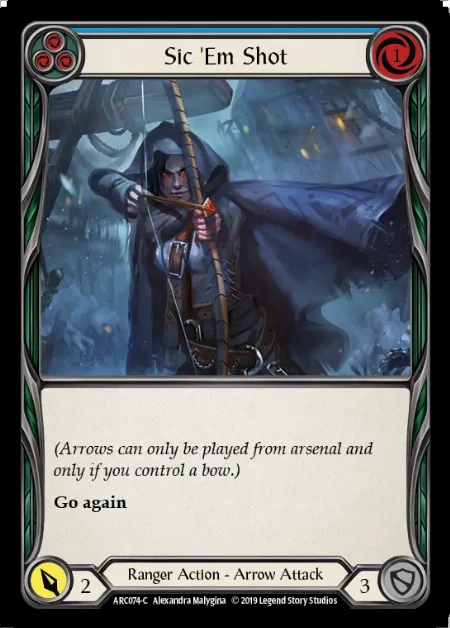 Sic 'Em Shot
1
(Arrows can only be played from arsenal and
only if you control a bow.)
Go again
2
Ranger Action - Arrow Attack
3
ARC074-C Alexandra Malygina © 2019 Legend Story Studios